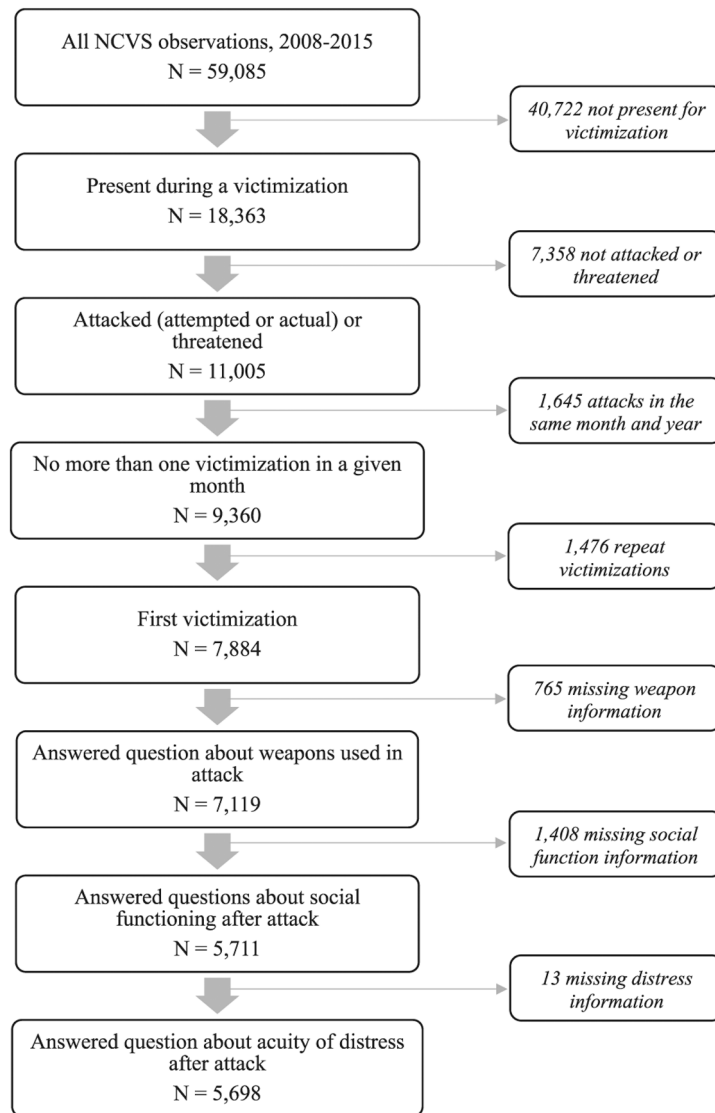 All NCVS observations, 2008-2015
N = 59,085
40,722 not present for
victimization
Present during a victimization
N = 18,363
7,358 not attacked or
threatened
Attacked (attempted or actual) or
threatened
N = 11,005
1,645 attacks in the
same month and year
No more than one victimization in a given
month
N = 9,360
1,476 repeat
victimizations
First victimization
N = 7,884
765 missing weapon
information
Answered question about weapons used in
attack
N = 7,119
1,408 missing social
function information
Answered questions about social
functioning after attack
N = 5,711
13 missing distress
information
Answered question about acuity of distress
after attack
N = 5,698